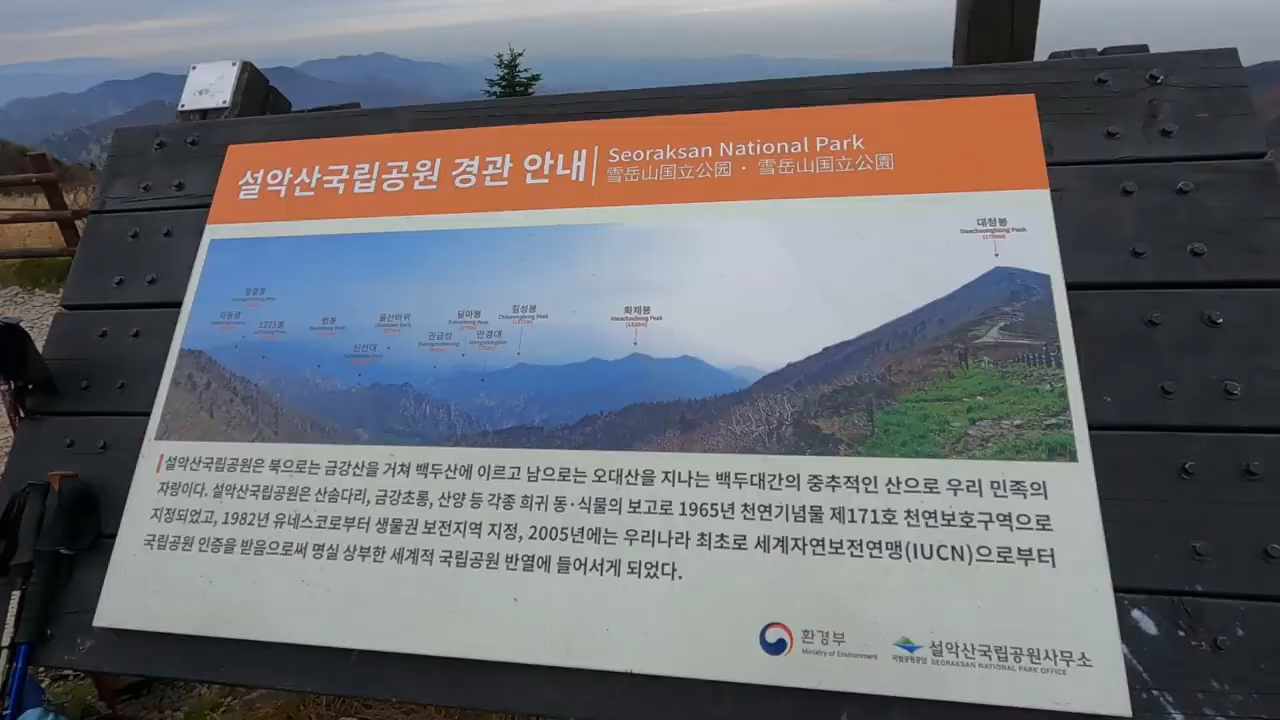 설악산국립공원 경관 안내
Seoraksan National Park
雪岳山国立公园 · 雪岳山国立公園
대청봉
Daecheongbong Peak
1275봉
범봉
신선대
울산바위
권금성
달마봉
만경대
칠성봉
Chilseongbong Peak
화채봉
Hwachaebong Peak
설악산국립공원은 북으로는 금강산을 거쳐 백두산에 이르고 남으로는 오대산을 지나는 백두대간의 중추적인 산으로 우리 민족의
자랑이다. 설악산국립공원은 산솜다리, 금강초롱, 산양 등 각종 희귀 동·식물의 보고로 1965년 천연기념물 제171호 천연보호구역으로
지정되었고, 1982년 유네스코로부터 생물권 보전지역 지정, 2005년에는 우리나라 최초로 세계자연보전연맹(IUCN)으로부터
국립공원 인증을 받음으로써 명실 상부한 세계적 국립공원 반열에 들어서게 되었다.
환경부
Ministry of Environment
국립공원공단
설악산국립공원사무소
SEORAKSAN NATIONAL PARK OFFICE